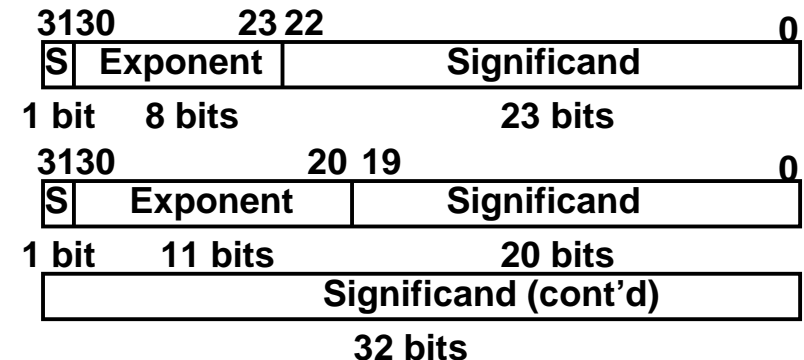 3130 23 22 0
S Exponent Significand
1 bit 8 bits 23 bits
3130 20 19 0
S Exponent Significand
1 bit 11 bits 20 bits
Significand (cont’d)
32 bits